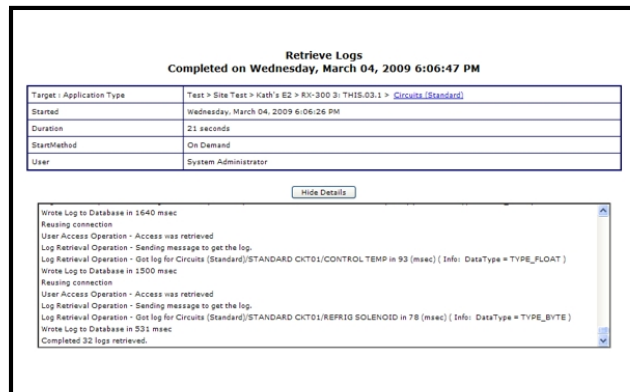 Retrieve Logs
Completed on Wednesday, March 04, 2009 6:06:47 PM
Target : Application Type Test > Site Test > Kath's E2 > RX-300 3: THIS.03.1 > Circuits (Standard)
Started Wednesday, March 04, 2009 6:06:26 PM
Duration 21 seconds
StartMethod On Demand
User System Administrator
Hide Details
Wrote Log to Database in 1640 msec
Reusing connection
User Access Operation - Access was retrieved
Log Retrieval Operation - Sending message to get the log.
Log Retrieval Operation - Got log for Circuits (Standard)/STANDARD CKT01/CONTROL TEMP in 93 (msec) ( Info: DataType = TYPE_FLOAT )
Wrote Log to Database in 1500 msec
Reusing connection
User Access Operation - Access was retrieved
Log Retrieval Operation - Sending message to get the log.
Log Retrieval Operation - Got log for Circuits (Standard)/STANDARD CKT01/REFRIG SOLENOID in 78 (msec) ( Info: DataType = TYPE_BYTE )
Wrote Log to Database in 531 msec
Completed 32 logs retrieved.